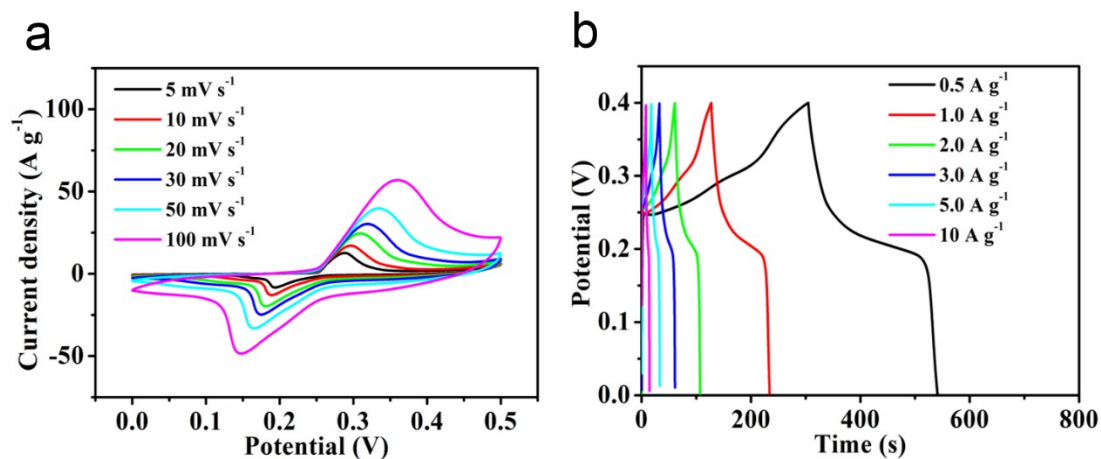 a
5 mV s⁻¹
10 mV s⁻¹
20 mV s⁻¹
30 mV s⁻¹
50 mV s⁻¹
100 mV s⁻¹
Current density (A g⁻¹)
100
50
0
-50
0.0 0.1 0.2 0.3 0.4 0.5
Potential (V)
b
0.5 A g⁻¹
1.0 A g⁻¹
2.0 A g⁻¹
3.0 A g⁻¹
5.0 A g⁻¹
10 A g⁻¹
Potential (V)
0.4
0.3
0.2
0.1
0.0
0 200 400 600 800
Time (s)